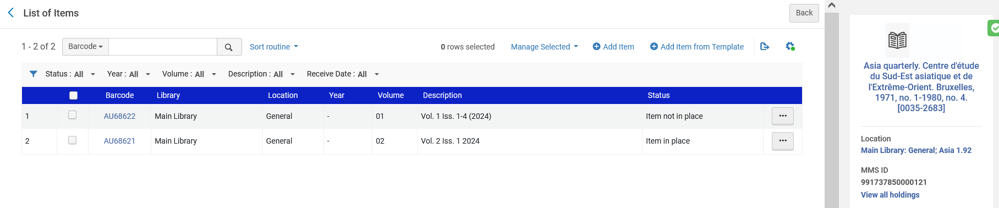 List of Items
Back
1 - 2 of 2
Barcode
Sort routine
0 rows selected
Manage Selected
Add Item
Add Item from Template
Status : All
Year : All
Volume : All
Description : All
Receive Date : All
Barcode Library Location Year Volume Description Status
1 AU68622 Main Library General - 01 Vol. 1 Iss. 1-4 (2024) Item not in place
2 AU68621 Main Library General - 02 Vol. 2 Iss. 1 2024 Item in place
Asia quarterly. Centre d'étude
du Sud-Est asiatique et de
l'Extrême-Orient. Bruxelles,
1971, no. 1-1980, no. 4.
[0035-2683]
Location
Main Library: General; Asia 1.92
MMS ID
991737850000121
View all holdings